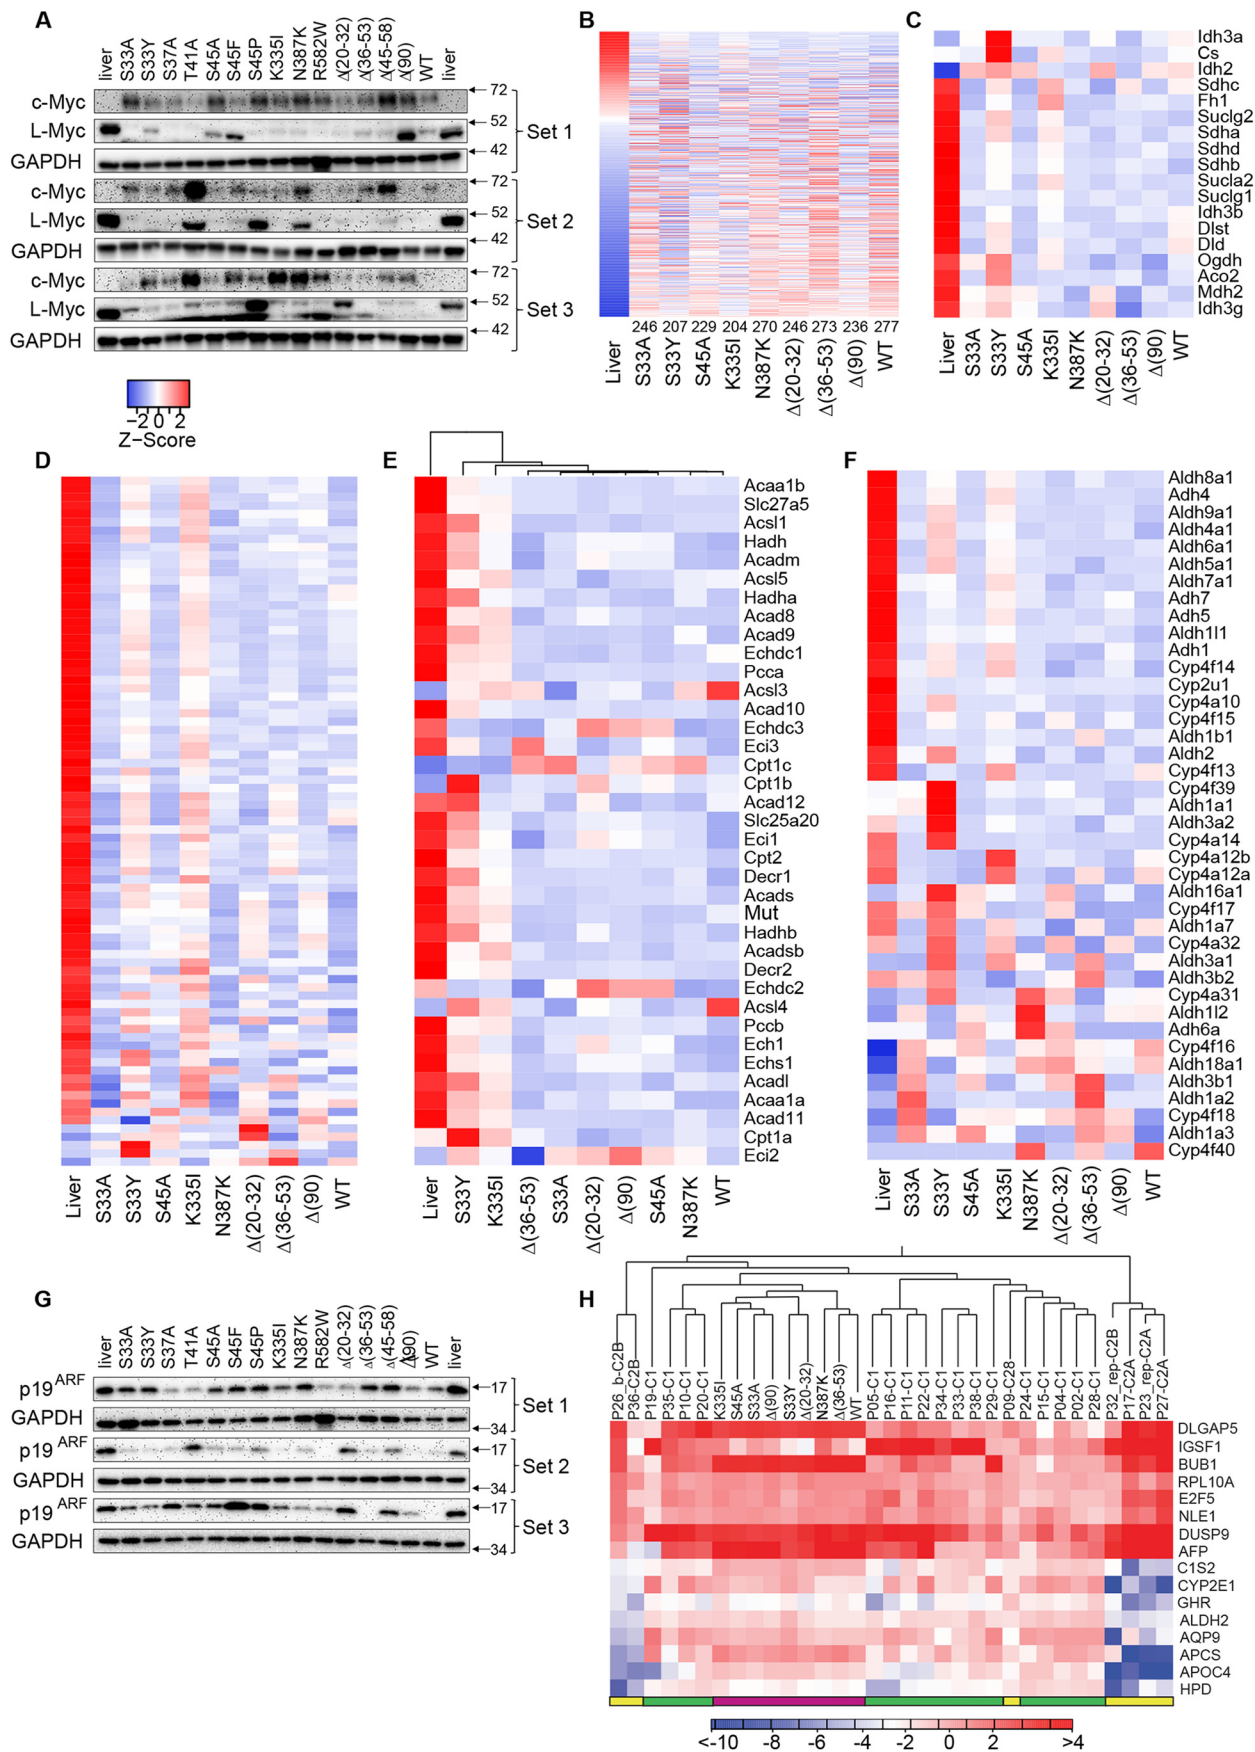 A
liver S33A S33Y S37A T41A S45A S45F S45P K335I N387K R582W Δ(20-32) Δ(36-53) Δ(45-58) Δ(90) WT liver
c-Myc 72
L-Myc 52 Set 1
GAPDH 42
c-Myc 72
L-Myc 52 Set 2
GAPDH 42
c-Myc 72
L-Myc 52 Set 3
GAPDH 42
−2 0 2
Z−Score
B
246 207 229 204 270 246 273 236 277
Liver S33A S33Y S45A K335I N387K Δ(20-32) Δ(36-53) Δ(90) WT
C
Idh3a
Cs
Idh2
Sdhc
Fh1
Suclg2
Sdha
Sdhd
Sdhb
Sucla2
Suclg1
Idh3b
Dlst
Dld
Ogdh
Aco2
Mdh2
Idh3g
Liver S33A S33Y S45A K335I N387K Δ(20-32) Δ(36-53) Δ(90) WT
D
Liver S33A S33Y S45A K335I N387K Δ(20-32) Δ(36-53) Δ(90) WT
E
Acaa1b
Slc27a5
Acsl1
Hadh
Acadm
Acsl5
Hadha
Acad8
Acad9
Echdc1
Pcca
Acsl3
Acad10
Echdc3
Eci3
Cpt1c
Cpt1b
Acad12
Slc25a20
Eci1
Cpt2
Decr1
Acads
Mut
Hadhb
Acadsb
Decr2
Echdc2
Acsl4
Pccb
Ech1
Echs1
Acadl
Acaa1a
Acad11
Cpt1a
Eci2
Liver S33Y K335I Δ(36-53) S33A Δ(20-32) Δ(90) S45A N387K WT
F
Aldh8a1
Adh4
Aldh9a1
Aldh4a1
Aldh6a1
Aldh5a1
Aldh7a1
Adh7
Adh5
Aldh1l1
Adh1
Cyp4f14
Cyp2u1
Cyp4a10
Cyp4f15
Aldh1b1
Aldh2
Cyp4f13
Cyp4f39
Aldh1a1
Aldh3a2
Cyp4a14
Cyp4a12b
Cyp4a12a
Aldh16a1
Cyp4f17
Aldh1a7
Cyp4a32
Aldh3a1
Aldh3b2
Cyp4a31
Aldh1l2
Adh6a
Cyp4f16
Aldh18a1
Aldh3b1
Aldh1a2
Cyp4f18
Aldh1a3
Cyp4f40
Liver S33A S33Y S45A K335I N387K Δ(20-32) Δ(36-53) Δ(90) WT
G
liver S33A S33Y S37A T41A S45A S45F S45P K335I N387K R582W Δ(20-32) Δ(36-53) Δ(45-58) Δ(90) WT liver
p19ARF 17
GAPDH 34 Set 1
p19ARF 17
GAPDH 34 Set 2
p19ARF 17
GAPDH 34 Set 3
H
P26_b-C2B P36-C2B P19-C1 P35-C1 P10-C1 P20-C1 K335I S45A S33A Δ(90) S33Y Δ(20-32) N387K Δ(36-53) WT P05-C1 P16-C1 P11-C1 P22-C1 P34-C1 P33-C1 P38-C1 P29-C1 P09-C28 P24-C1 P15-C1 P04-C1 P02-C1 P28-C1 P32_rep-C2B P17-C2A P23_rep-C2A P27-C2A
DLGAP5
IGSF1
BUB1
RPL10A
E2F5
NLE1
DUSP9
AFP
C1S2
CYP2E1
GHR
ALDH2
AQP9
APCS
APOC4
HPD
<-10 -8 -6 -4 -2 0 2 >4